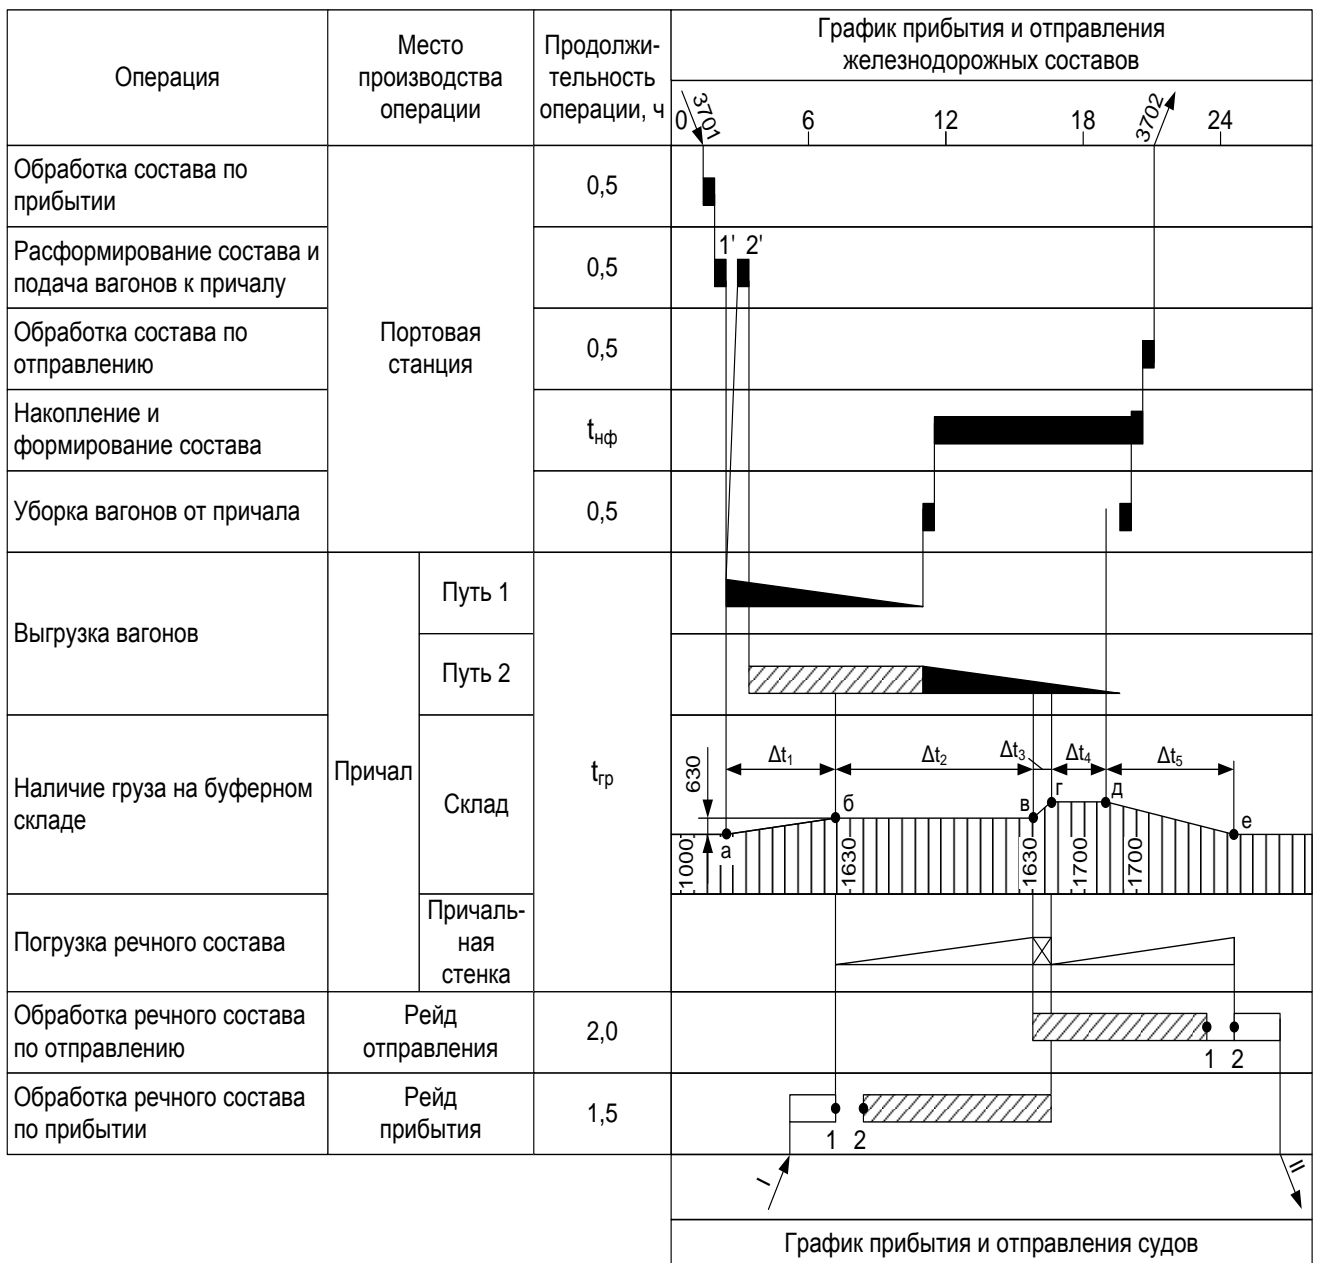 Операция
Место
производства
операции
Продолжи-
тельность
операции, ч
График прибытия и отправления
железнодорожных составов
3701
3702
0
6
12
18
24
Обработка состава по
прибытии
0,5
Расформирование состава и
подача вагонов к причалу
0,5
1'
2'
Обработка состава по
отправлению
Портовая
станция
0,5
Накопление и
формирование состава
tнф
Уборка вагонов от причала
0,5
Выгрузка вагонов
Путь 1
Путь 2
Причал
tгр
Наличие груза на буферном
складе
Склад
630
Δt1
Δt2
Δt3
Δt4
Δt5
а
б
в
г
д
е
1000
1630
1630
1700
1700
Погрузка речного состава
Причаль-
ная
стенка
Обработка речного состава
по отправлению
Рейд
отправления
2,0
1
2
Обработка речного состава
по прибытии
Рейд
прибытия
1,5
1
2
I
II
График прибытия и отправления судов